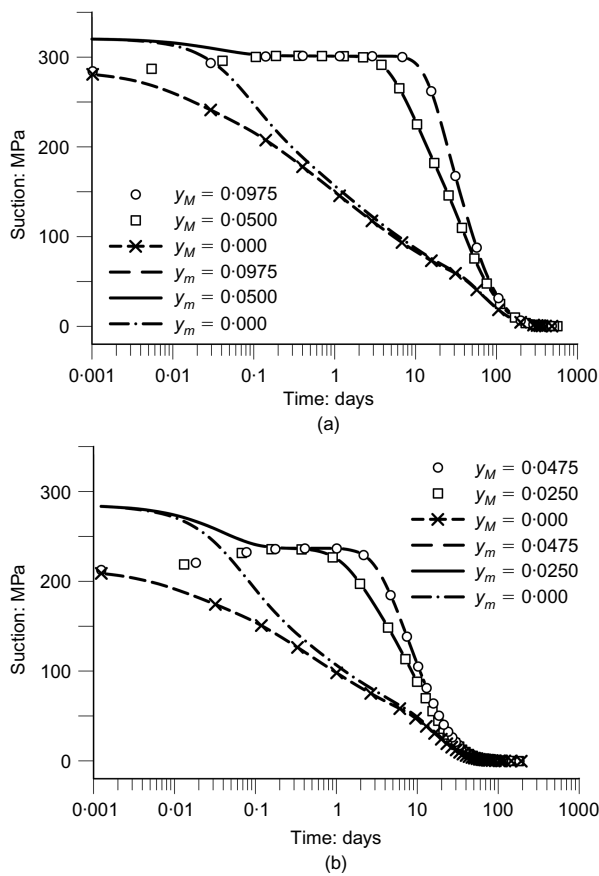 300
200
100
0
Suction: MPa
y_M = 0·0975
y_M = 0·0500
y_M = 0·000
y_m = 0·0975
y_m = 0·0500
y_m = 0·000
0·001 0·01 0·1 1 10 100 1000
Time: days
(a)
300
200
100
0
Suction: MPa
y_M = 0·0475
y_M = 0·0250
y_M = 0·000
y_m = 0·0475
y_m = 0·0250
y_m = 0·000
0·001 0·01 0·1 1 10 100 1000
Time: days
(b)